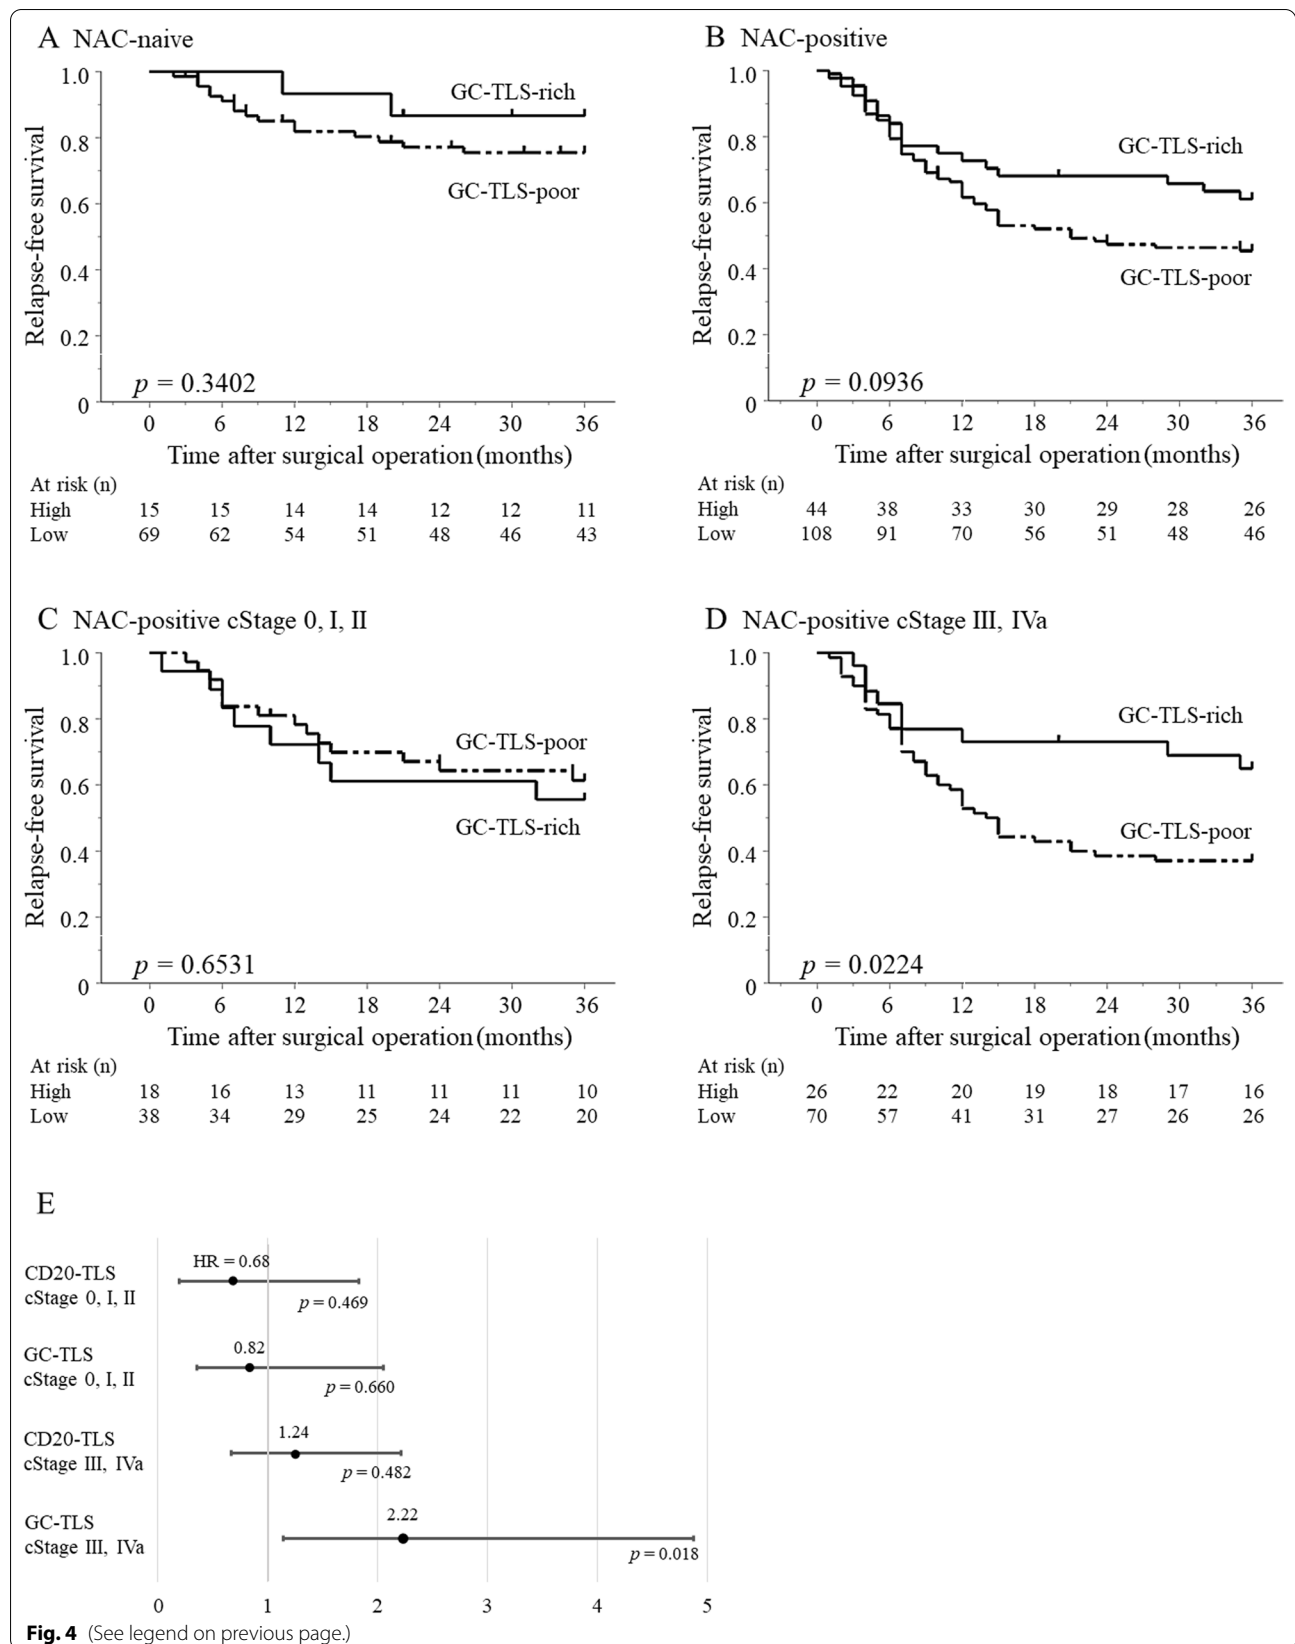 A NAC-naive
1.0
0.8
0.6
0.4
0.2
0
Relapse-free survival
GC-TLS-rich
GC-TLS-poor
p = 0.3402
0 6 12 18 24 30 36
Time after surgical operation (months)
At risk (n)
High 15 15 14 14 12 12 11
Low 69 62 54 51 48 46 43
B NAC-positive
1.0
0.8
0.6
0.4
0.2
0
Relapse-free survival
GC-TLS-rich
GC-TLS-poor
p = 0.0936
0 6 12 18 24 30 36
Time after surgical operation (months)
At risk (n)
High 44 38 33 30 29 28 26
Low 108 91 70 56 51 48 46
C NAC-positive cStage 0, I, II
1.0
0.8
0.6
0.4
0.2
0
Relapse-free survival
GC-TLS-poor
GC-TLS-rich
p = 0.6531
0 6 12 18 24 30 36
Time after surgical operation (months)
At risk (n)
High 18 16 13 11 11 11 10
Low 38 34 29 25 24 22 20
D NAC-positive cStage III, IVa
1.0
0.8
0.6
0.4
0.2
0
Relapse-free survival
GC-TLS-rich
GC-TLS-poor
p = 0.0224
0 6 12 18 24 30 36
Time after surgical operation (months)
At risk (n)
High 26 22 20 19 18 17 16
Low 70 57 41 31 27 26 26
E
HR = 0.68
CD20-TLS
cStage 0, I, II
p = 0.469
0.82
GC-TLS
cStage 0, I, II
p = 0.660
1.24
CD20-TLS
cStage III, IVa
p = 0.482
2.22
GC-TLS
cStage III, IVa
p = 0.018
0 1 2 3 4 5
Fig. 4 (See legend on previous page.)